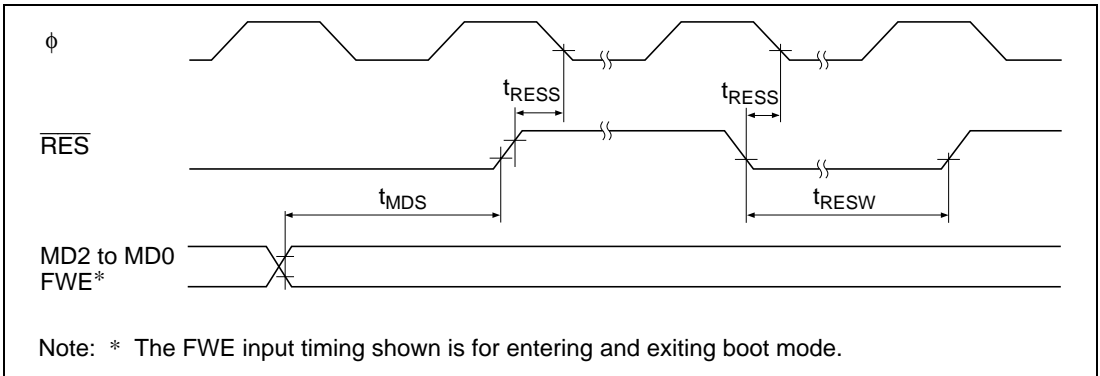 ϕ
tRESS tRESS
RES
tMDS tRESW
MD2 to MD0
FWE*
Note: * The FWE input timing shown is for entering and exiting boot mode.